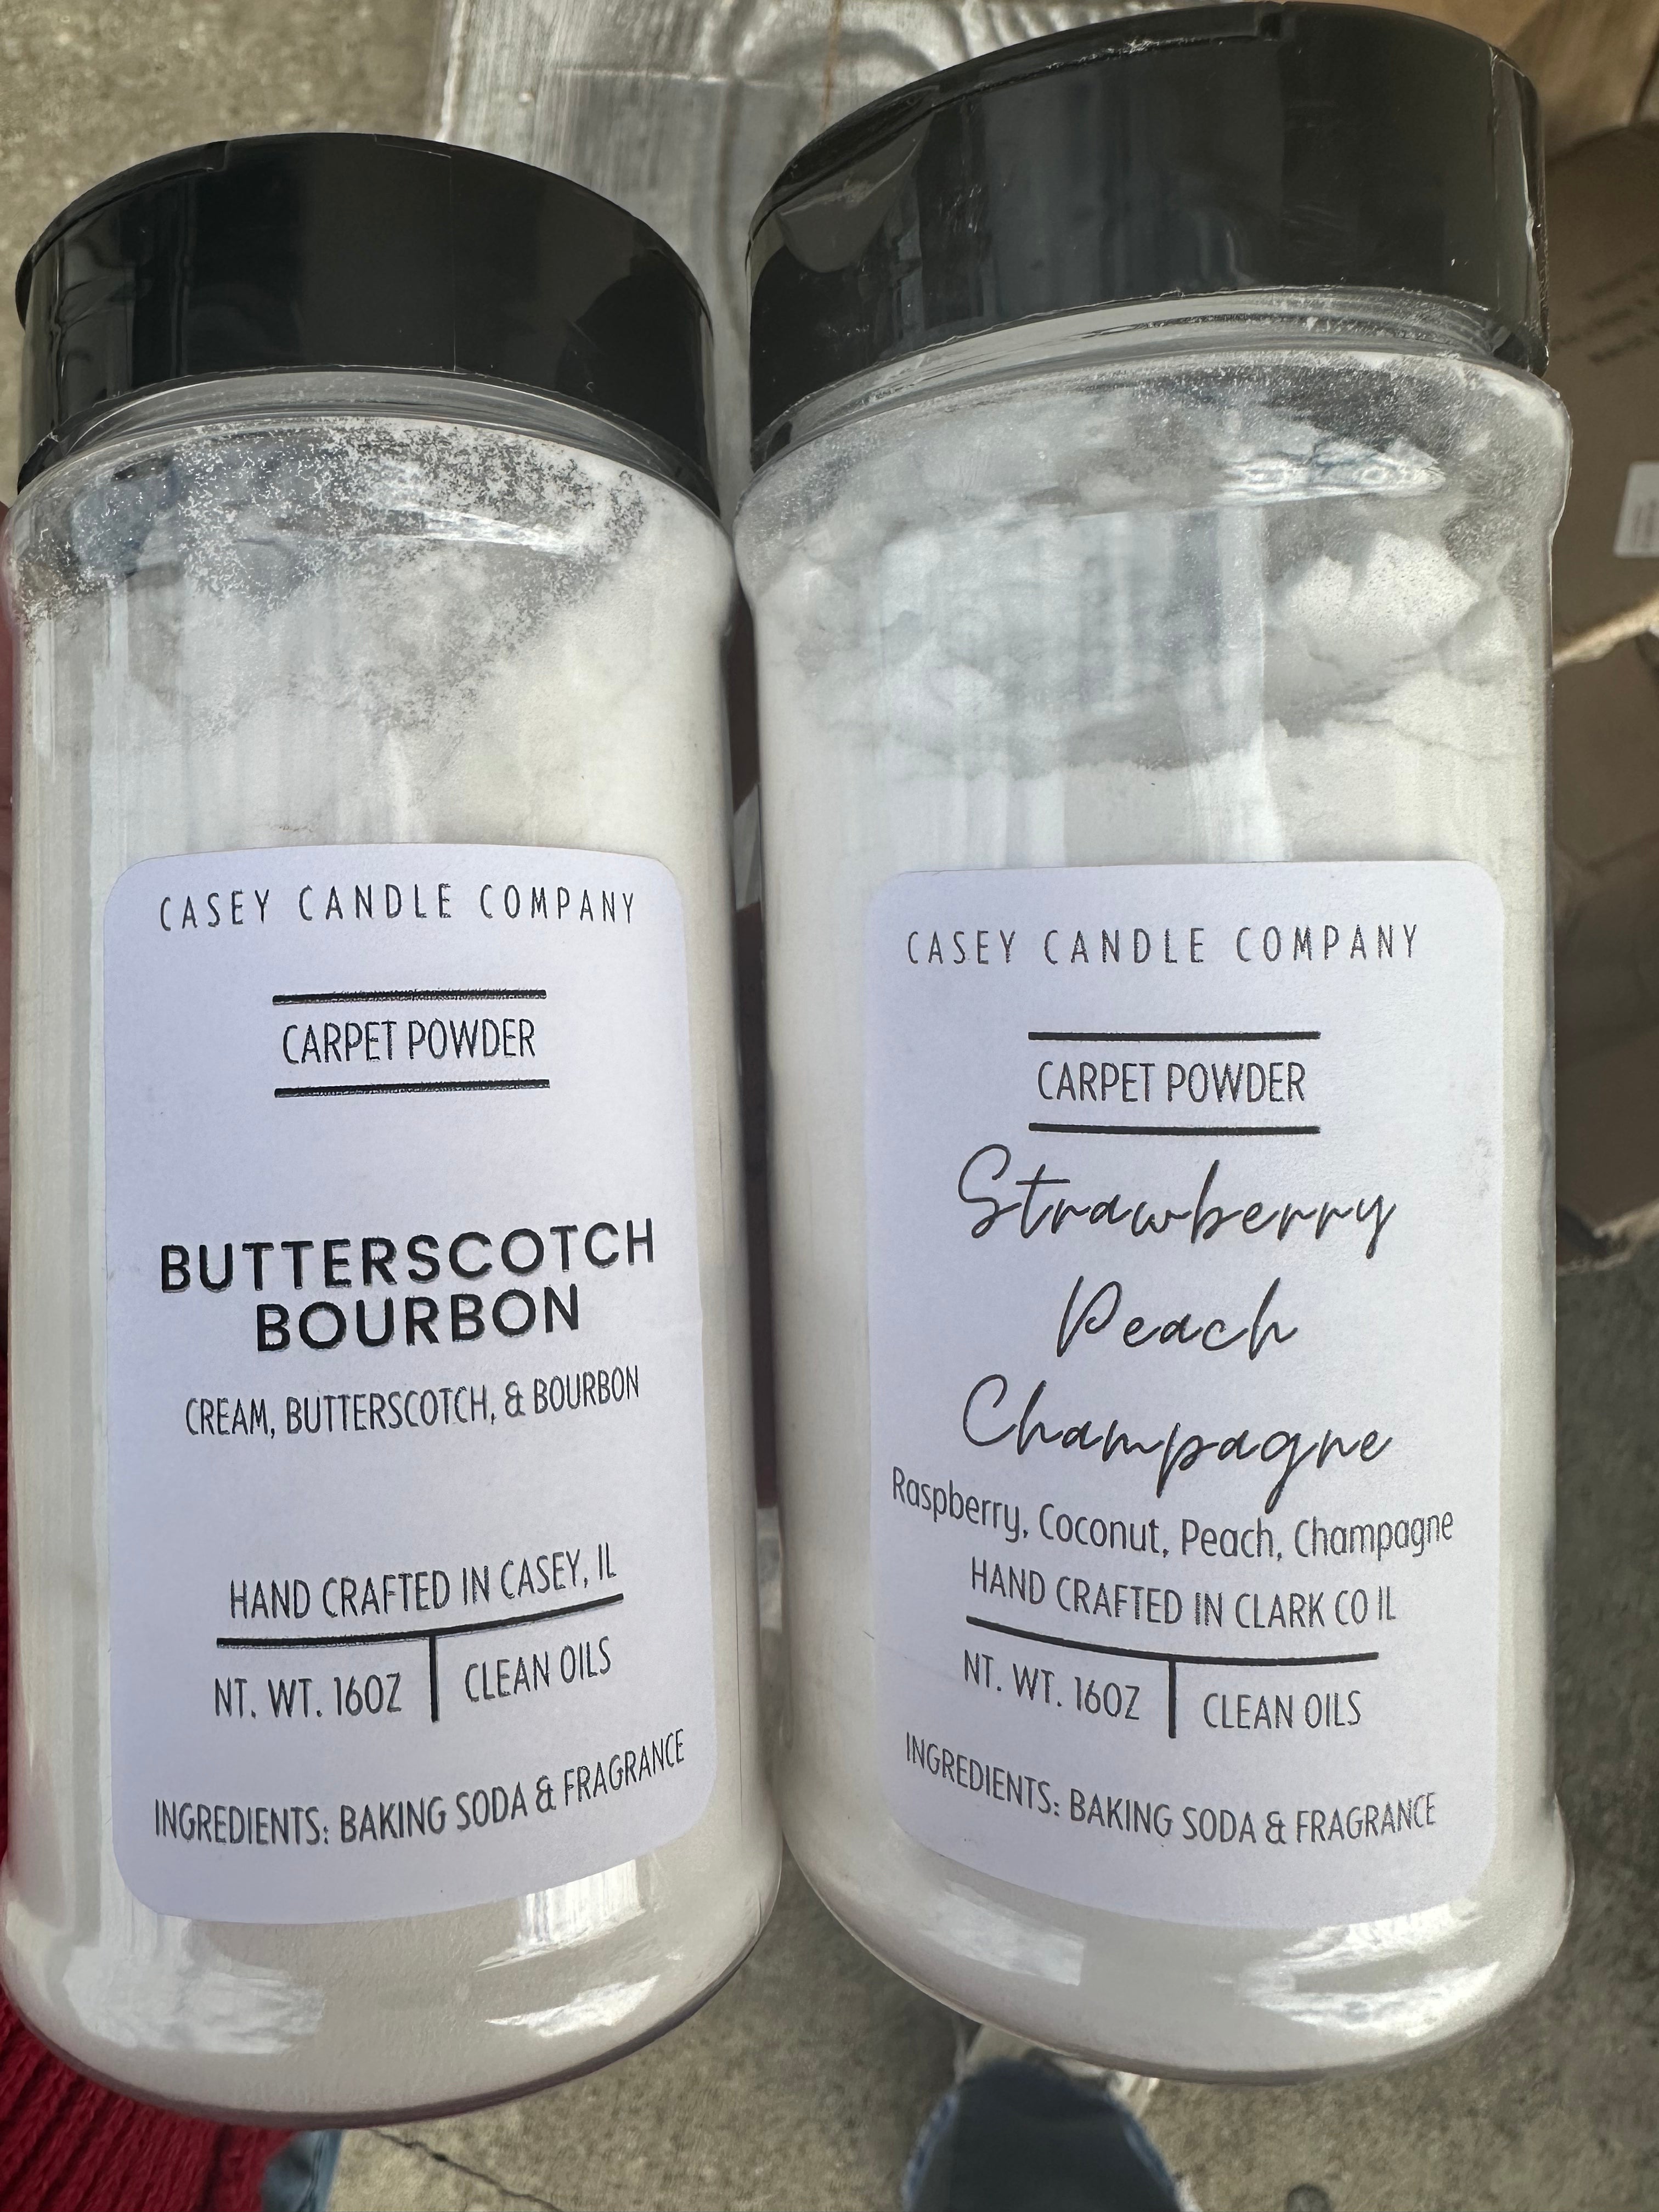 CASEY CANDLE COMPANY
CARPET POWDER
BUTTERSCOTCH
BOURBON
CREAM, BUTTERSCOTCH, & BOURBON
HAND CRAFTED IN CASEY, IL
NT. WT. 16OZ
CLEAN OILS
INGREDIENTS: BAKING SODA & FRAGRANCE
CASEY CANDLE COMPANY
CARPET POWDER
Strawberry
Peach
Champagne
Raspberry, Coconut, Peach, Champagne
HAND CRAFTED IN CLARK CO IL
NT. WT. 16OZ
CLEAN OILS
INGREDIENTS: BAKING SODA & FRAGRANCE